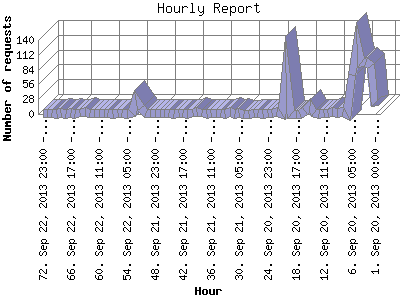 Hourly Report
Number of requests
140
112
84
56
28
0
72. Sep 22, 2013 23:00 -...
66. Sep 22, 2013 17:00 -...
60. Sep 22, 2013 11:00 -...
54. Sep 22, 2013 05:00 -...
48. Sep 21, 2013 23:00 -...
42. Sep 21, 2013 17:00 -...
36. Sep 21, 2013 11:00 -...
30. Sep 21, 2013 05:00 -...
24. Sep 20, 2013 23:00 -...
18. Sep 20, 2013 17:00 -...
12. Sep 20, 2013 11:00 -...
6. Sep 20, 2013 05:00 -...
1. Sep 20, 2013 00:00 -...
Hour